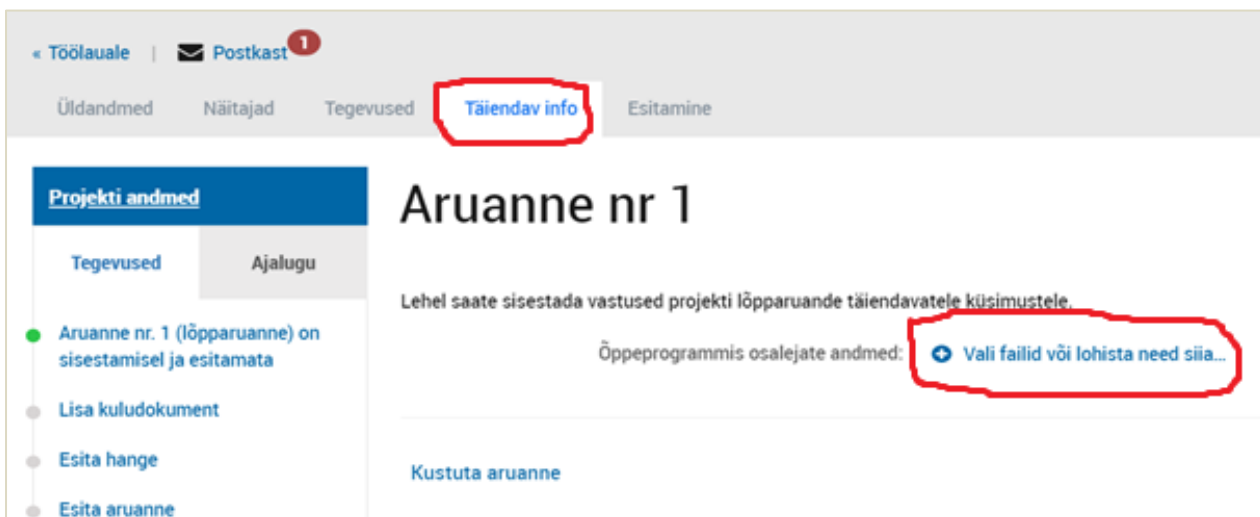 « Töölauale | Postkast 1
Üldandmed Näitajad Tegevused Täiendav info Esitamine
Projekti andmed
Tegevused Ajalugu
Aruanne nr. 1 (lõpparuanne) on
sisestamisel ja esitamata
Lisa kuludokument
Esita hange
Esita aruanne
Aruanne nr 1
Lehel saate sisestada vastused projekti lõpparuande täiendavatele küsimustele.
Õppeprogrammis osalejate andmed: Vali failid või lohista need siia...
Kustuta aruanne